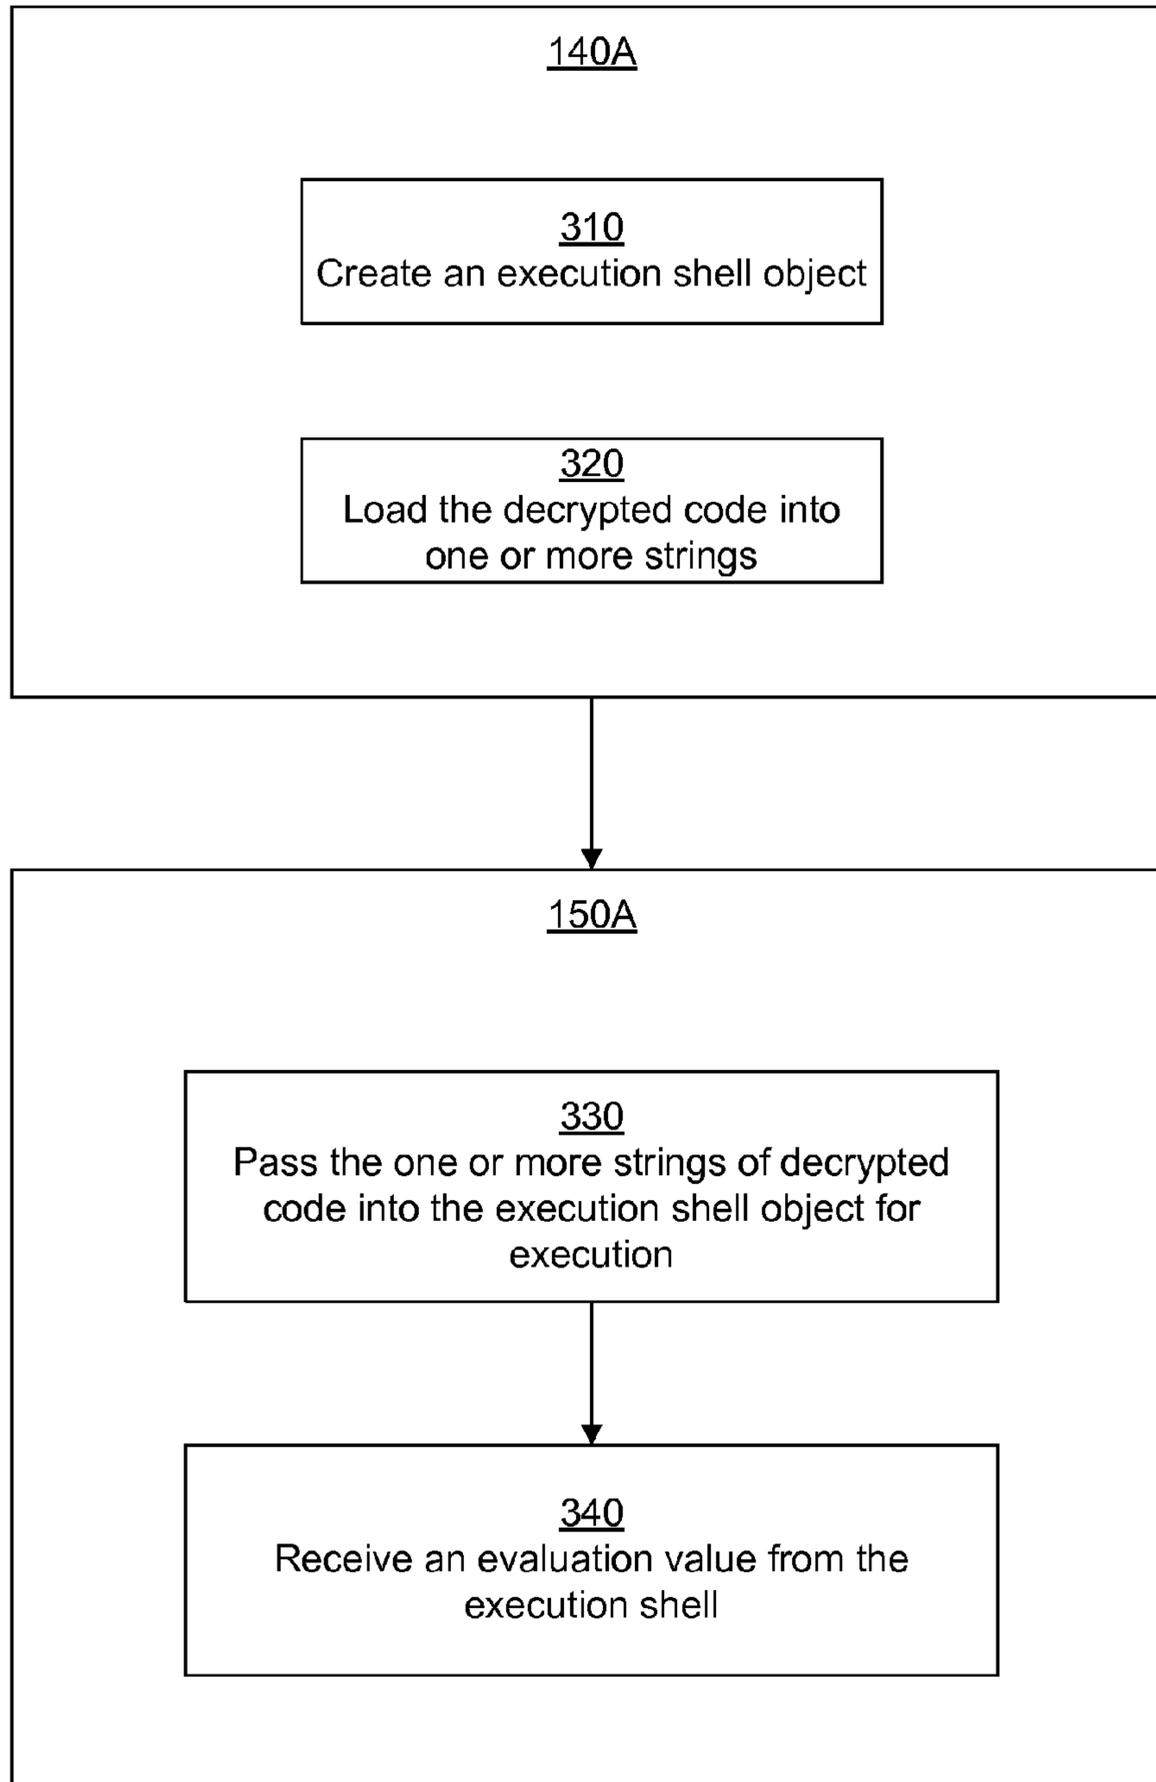 140A
310
Create an execution shell object
320
Load the decrypted code into
one or more strings
150A
330
Pass the one or more strings of decrypted
code into the execution shell object for
execution
340
Receive an evaluation value from the
execution shell